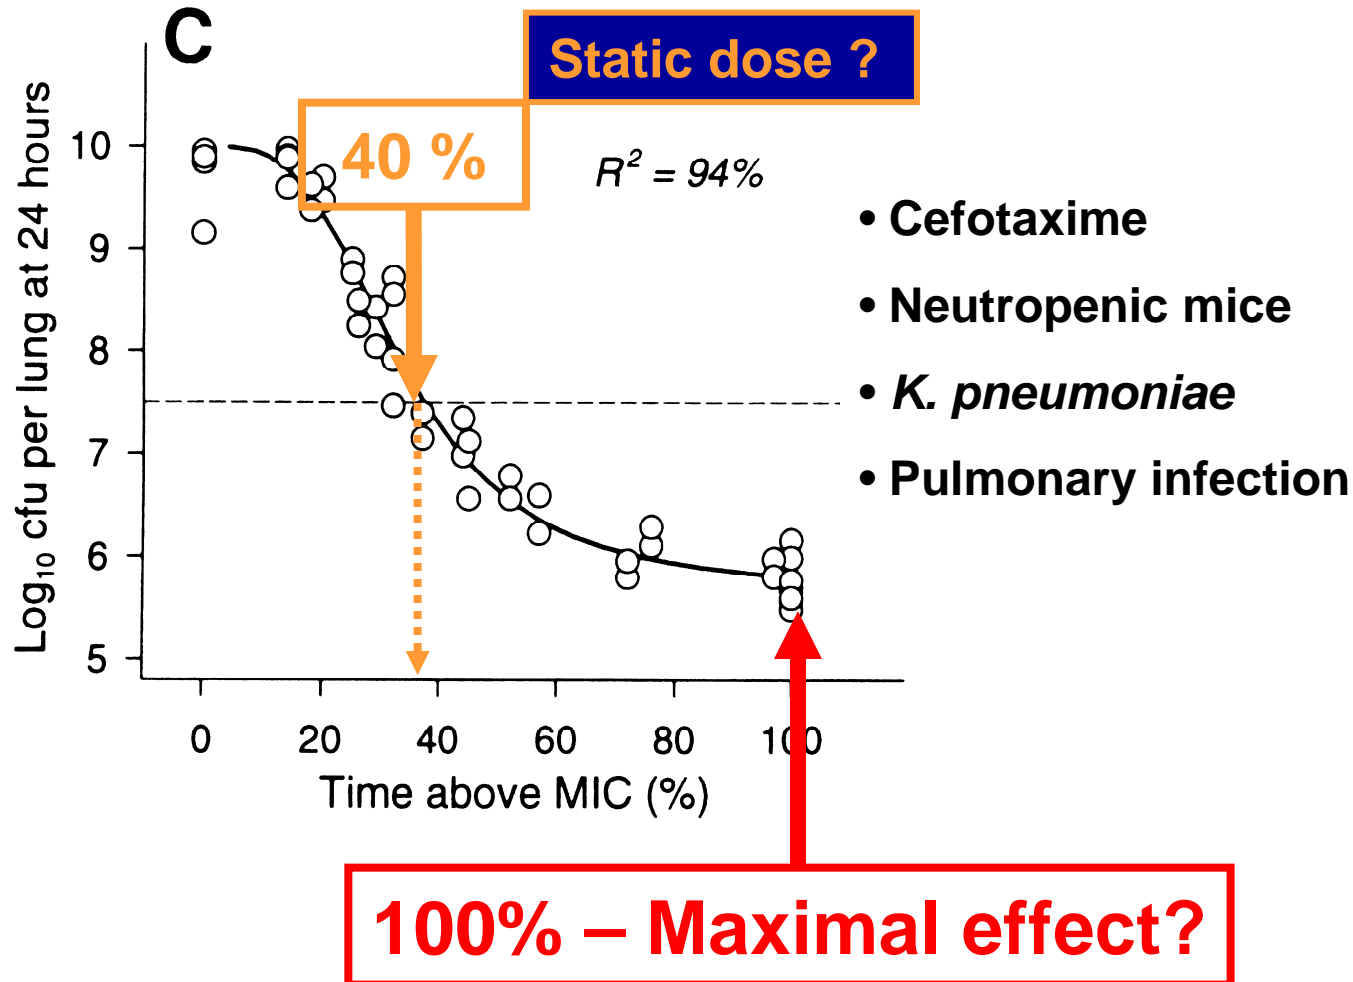 C
Static dose ?
40 %
R² = 94%
Log₁₀ cfu per lung at 24 hours
10
9
8
7
6
5
0 20 40 60 80 100
Time above MIC (%)
• Cefotaxime
• Neutropenic mice
• K. pneumoniae
• Pulmonary infection
100% – Maximal effect?